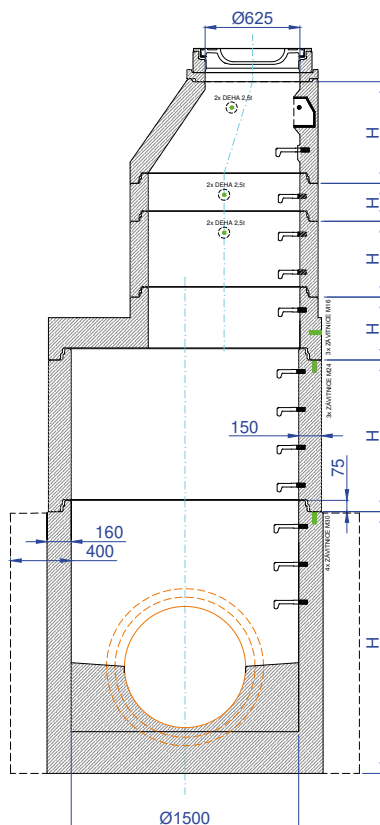 Ø625
2x DEHA 2,5t
H
2x DEHA 2,5t
H
2x DEHA 2,5t
H
H
3x ZÁVITNICE M16
3x ZÁVITNICE M24
H
150
75
160
400
4x ZÁVITNICE M30
H
Ø1500